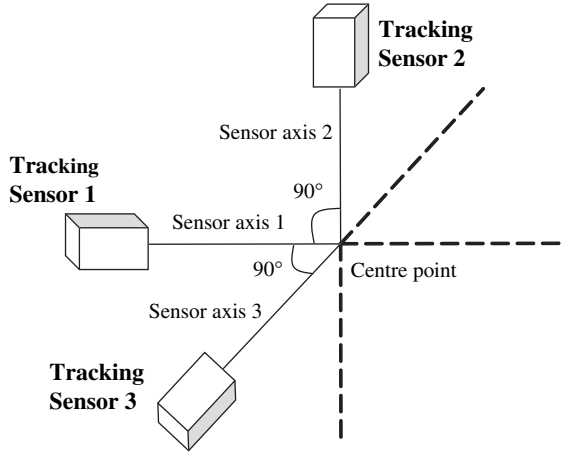 Tracking
Sensor 2
Sensor axis 2
Tracking
Sensor 1
90°
Sensor axis 1
90°
Centre point
Sensor axis 3
Tracking
Sensor 3